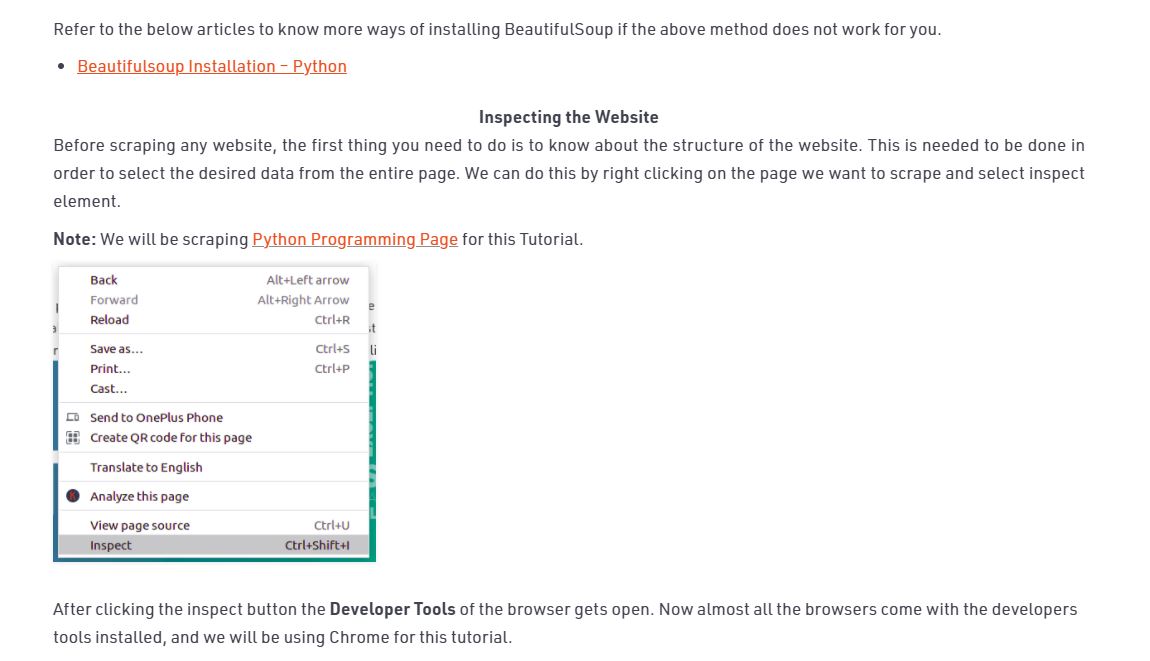 Refer to the below articles to know more ways of installing BeautifulSoup if the above method does not work for you.
• Beautifulsoup Installation – Python
Inspecting the Website
Before scraping any website, the first thing you need to do is to know about the structure of the website. This is needed to be done in
order to select the desired data from the entire page. We can do this by right clicking on the page we want to scrape and select inspect
element.
Note: We will be scraping Python Programming Page for this Tutorial.
Back Alt+Left arrow
Forward Alt+Right Arrow
Reload Ctrl+R
Save as... Ctrl+S
Print... Ctrl+P
Cast...
Send to OnePlus Phone
Create QR code for this page
Translate to English
Analyze this page
View page source Ctrl+U
Inspect Ctrl+Shift+I
After clicking the inspect button the Developer Tools of the browser gets open. Now almost all the browsers come with the developers
tools installed, and we will be using Chrome for this tutorial.